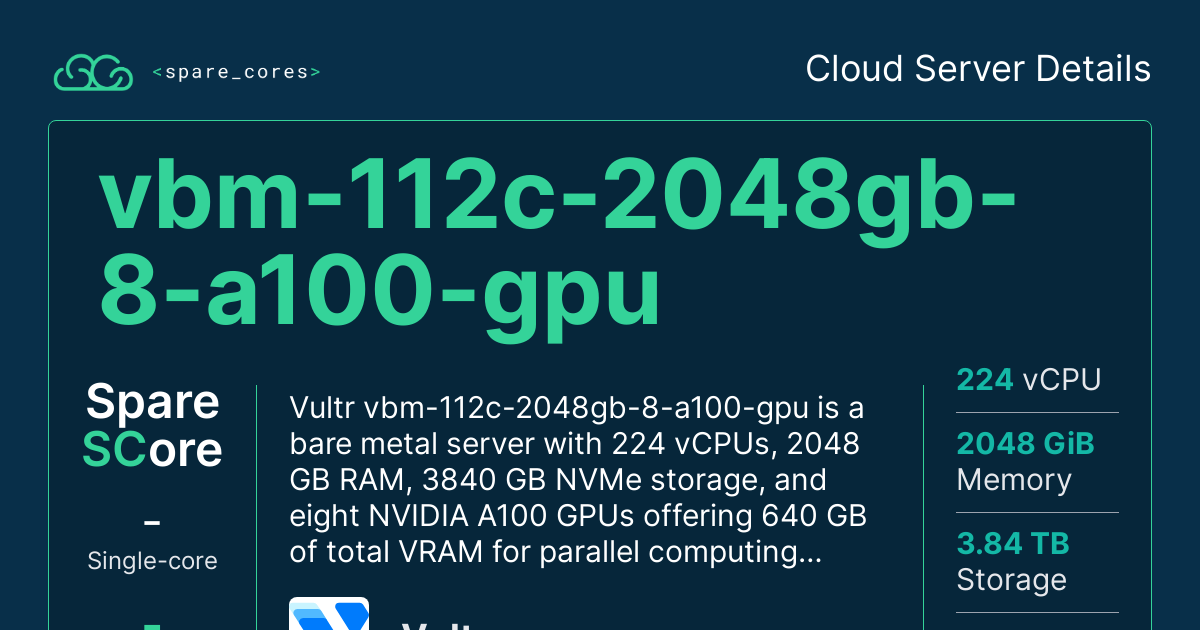 <spare_cores>
Cloud Server Details
vbm-112c-2048gb-
8-a100-gpu
Spare
SCore
–
Single-core
Vultr vbm-112c-2048gb-8-a100-gpu is a
bare metal server with 224 vCPUs, 2048
GB RAM, 3840 GB NVMe storage, and
eight NVIDIA A100 GPUs offering 640 GB
of total VRAM for parallel computing...
224 vCPU
2048 GiB
Memory
3.84 TB
Storage